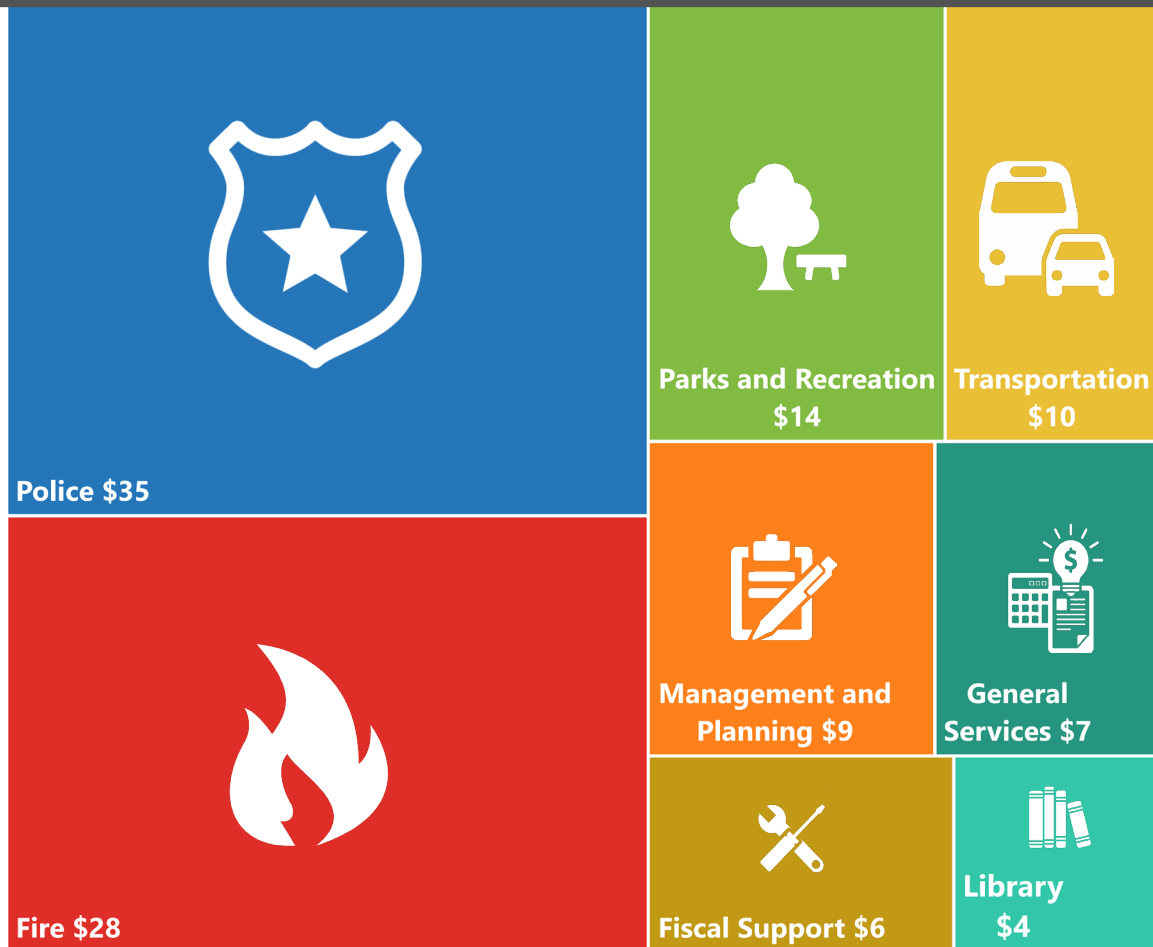 Police $35
Fire $28
Parks and Recreation
$14
Transportation
$10
Management and
Planning $9
$
General
Services $7
Fiscal Support $6
Library
$4